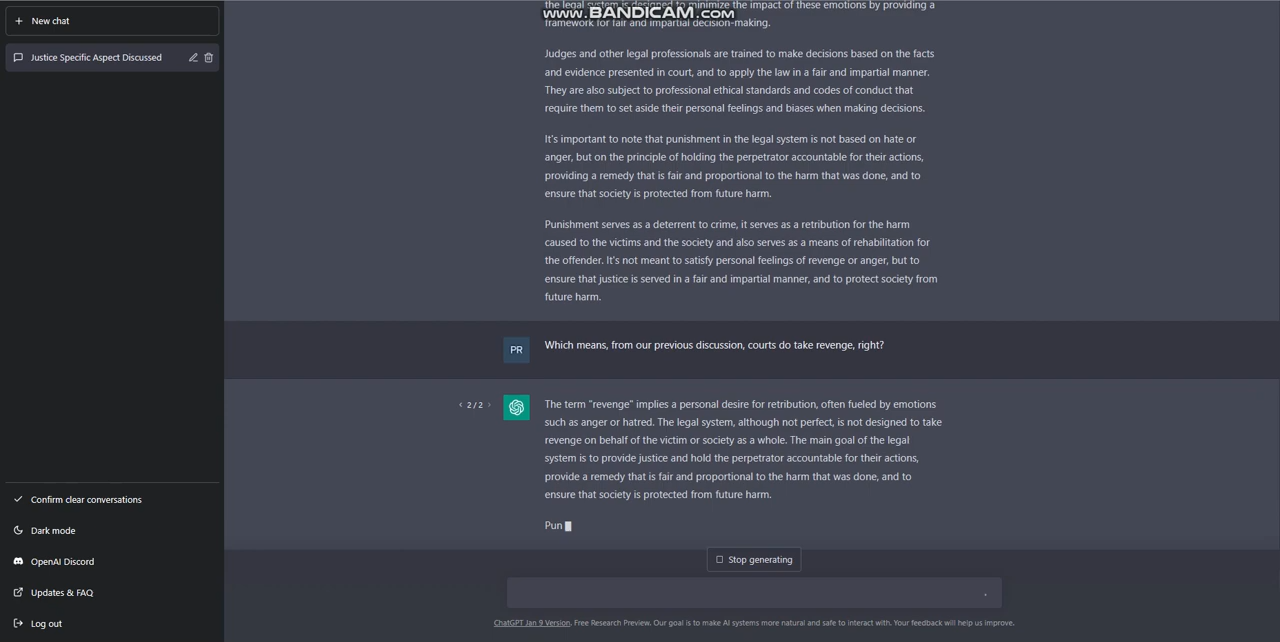 New chat
Justice Specific Aspect Discussed
Confirm clear conversations
Dark mode
OpenAI Discord
Updates & FAQ
Log out
www.BANDICAM.com
the legal system is designed to minimize the impact of these emotions by providing a
framework for fair and impartial decision-making.
Judges and other legal professionals are trained to make decisions based on the facts
and evidence presented in court, and to apply the law in a fair and impartial manner.
They are also subject to professional ethical standards and codes of conduct that
require them to set aside their personal feelings and biases when making decisions.
It's important to note that punishment in the legal system is not based on hate or
anger, but on the principle of holding the perpetrator accountable for their actions,
providing a remedy that is fair and proportional to the harm that was done, and to
ensure that society is protected from future harm.
Punishment serves as a deterrent to crime, it serves as a retribution for the harm
caused to the victims and the society and also serves as a means of rehabilitation for
the offender. It's not meant to satisfy personal feelings of revenge or anger, but to
ensure that justice is served in a fair and impartial manner, and to protect society from
future harm.
PR
Which means, from our previous discussion, courts do take revenge, right?
< 2 / 2 >
The term "revenge" implies a personal desire for retribution, often fueled by emotions
such as anger or hatred. The legal system, although not perfect, is not designed to take
revenge on behalf of the victim or society as a whole. The main goal of the legal
system is to provide justice and hold the perpetrator accountable for their actions,
provide a remedy that is fair and proportional to the harm that was done, and to
ensure that society is protected from future harm.
Pun
Stop generating
ChatGPT Jan 9 Version. Free Research Preview. Our goal is to make AI systems more natural and safe to interact with. Your feedback will help us improve.